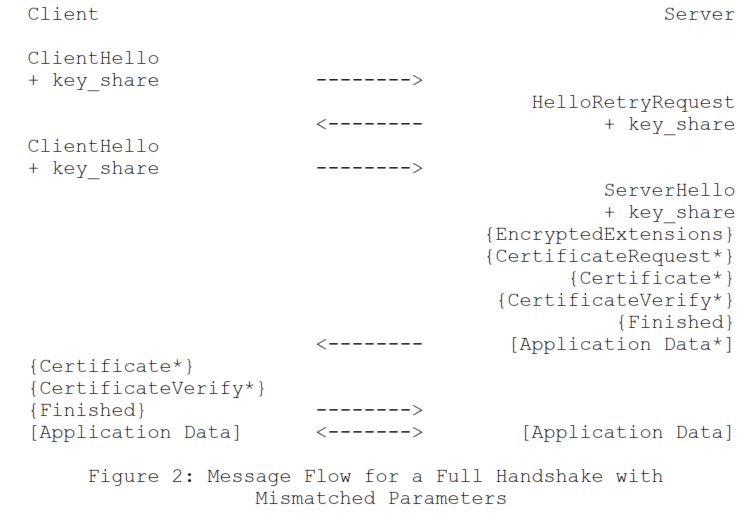 Client                                               Server

ClientHello
+ key_share             -------->
                                          HelloRetryRequest
                        <--------               + key_share
ClientHello
+ key_share             -------->
                                                ServerHello
                                                + key_share
                                      {EncryptedExtensions}
                                      {CertificateRequest*}
                                             {Certificate*}
                                       {CertificateVerify*}
                                                 {Finished}
                        <--------       [Application Data*]
{Certificate*}
{CertificateVerify*}
{Finished}              -------->
[Application Data]      <------->        [Application Data]

Figure 2: Message Flow for a Full Handshake with
Mismatched Parameters